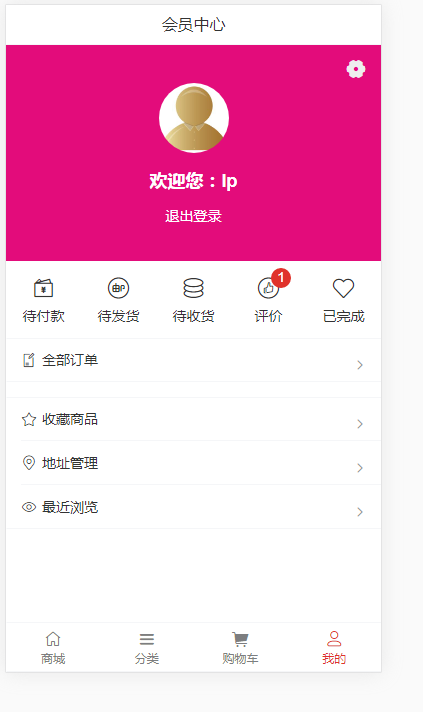 会员中心
欢迎您：lp
退出登录
1
待付款 待发货 待收货 评价 已完成
全部订单
收藏商品
地址管理
最近浏览
商城 分类 购物车 我的